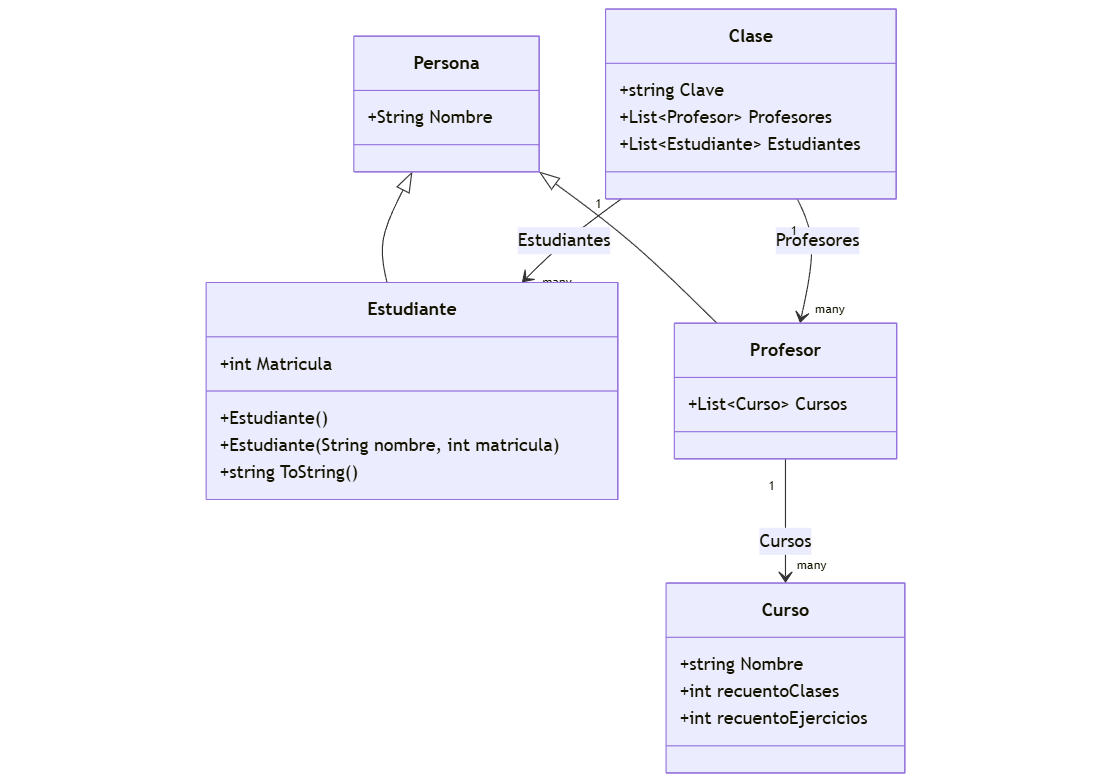 Persona
+String Nombre
Clase
+string Clave
+List<Profesor> Profesores
+List<Estudiante> Estudiantes
1
Estudiantes
many
1
Profesores
many
Estudiante
+int Matricula
+Estudiante()
+Estudiante(String nombre, int matricula)
+string ToString()
Profesor
+List<Curso> Cursos
1
Cursos
many
Curso
+string Nombre
+int recuentoClases
+int recuentoEjercicios